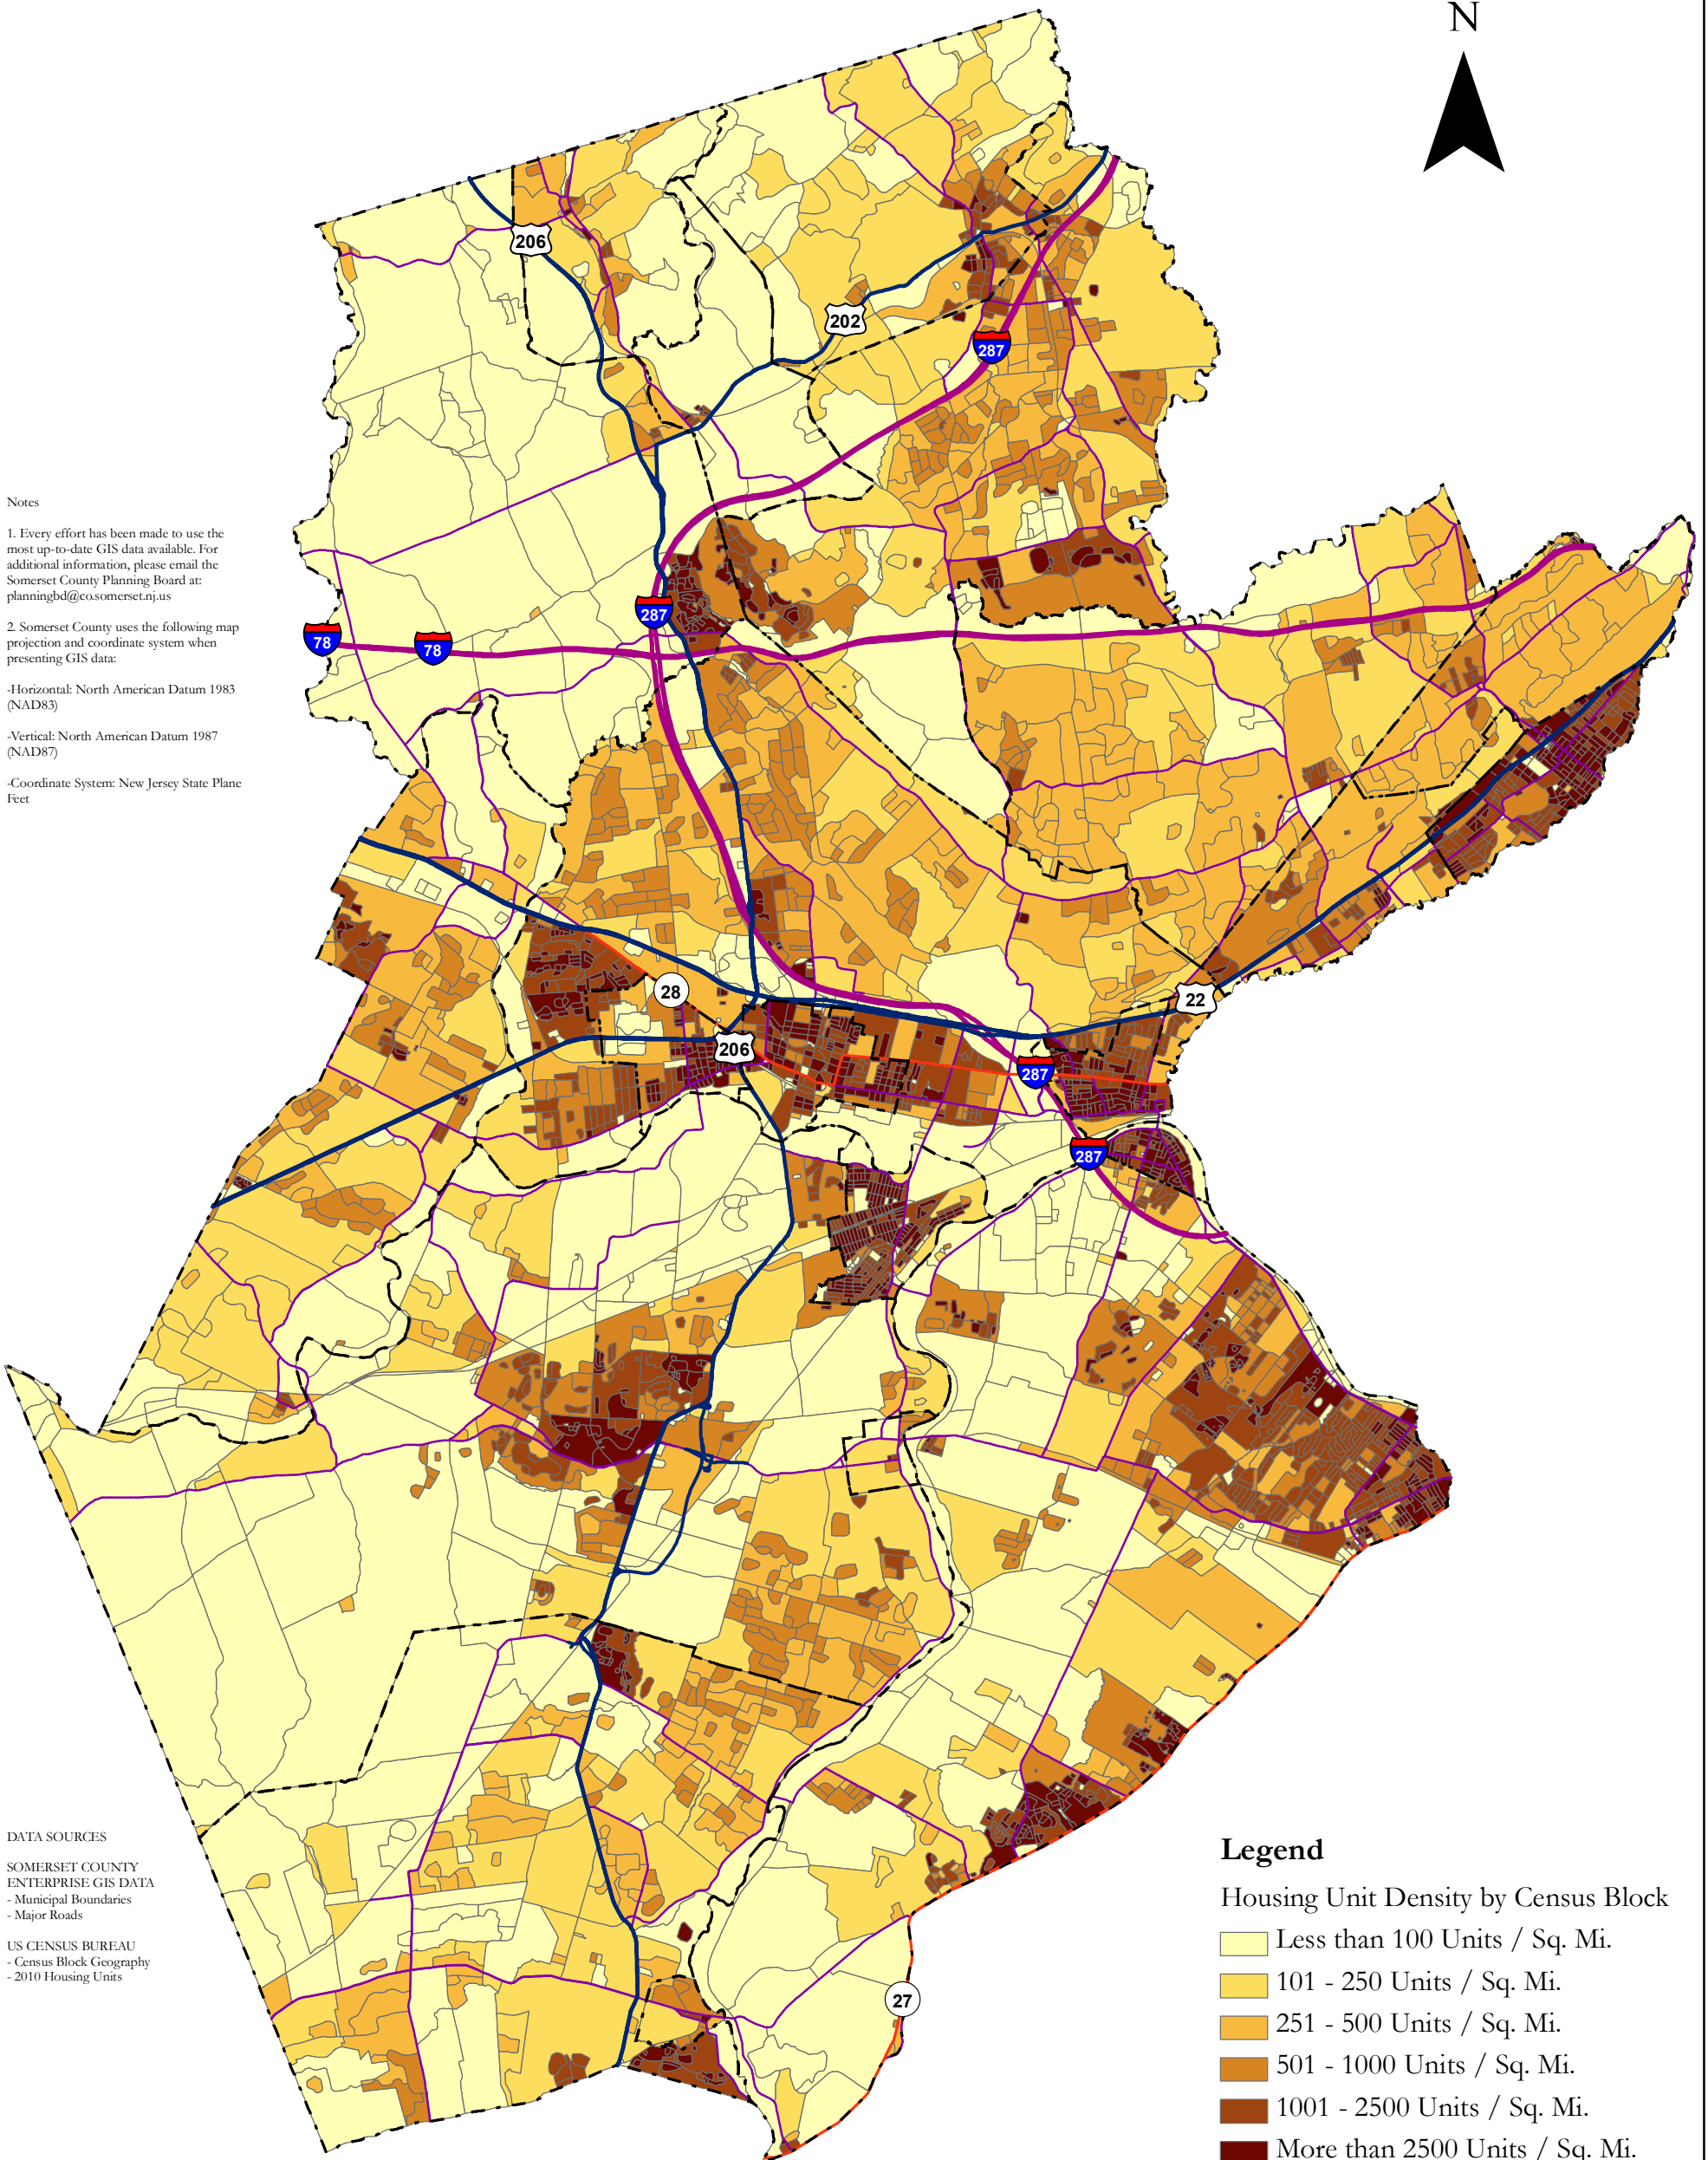 N
206
202
287
Notes
1. Every effort has been made to use the
most up-to-date GIS data available. For
additional information, please email the
Somerset County Planning Board at:
planningbd@co.somerset.nj.us
2. Somerset County uses the following map
projection and coordinate system when
presenting GIS data:
-Horizontal: North American Datum 1983
(NAD83)
-Vertical: North American Datum 1987
(NAD87)
-Coordinate System: New Jersey State Plane
Feet
287
78
78
28
22
206
287
287
DATA SOURCES
SOMERSET COUNTY
ENTERPRISE GIS DATA
- Municipal Boundaries
- Major Roads
US CENSUS BUREAU
- Census Block Geography
- 2010 Housing Units
27
Legend
Housing Unit Density by Census Block
Less than 100 Units / Sq. Mi.
101 - 250 Units / Sq. Mi.
251 - 500 Units / Sq. Mi.
501 - 1000 Units / Sq. Mi.
1001 - 2500 Units / Sq. Mi.
More than 2500 Units / Sq. Mi.